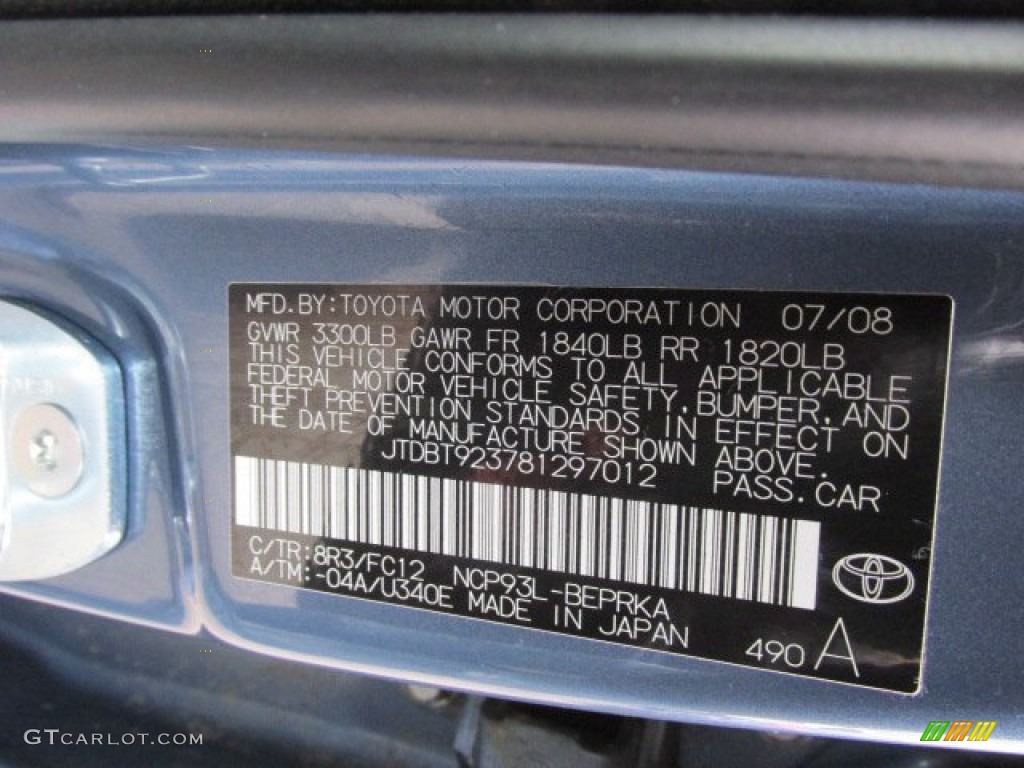 MFD.BY:TOYOTA MOTOR CORPORATION 07/08
GVWR 3300LB GAWR FR 1840LB RR 1820LB
THIS VEHICLE CONFORMS TO ALL APPLICABLE
FEDERAL MOTOR VEHICLE SAFETY,BUMPER,AND
THEFT PREVENTION STANDARDS IN EFFECT ON
THE DATE OF MANUFACTURE SHOWN ABOVE.
JTDBT923781297012 PASS.CAR
C/TR:8R3/FC12 NCP93L-BEPRKA
A/TM:-04A/U340E MADE IN JAPAN
490 A
GTCARLOT.COM